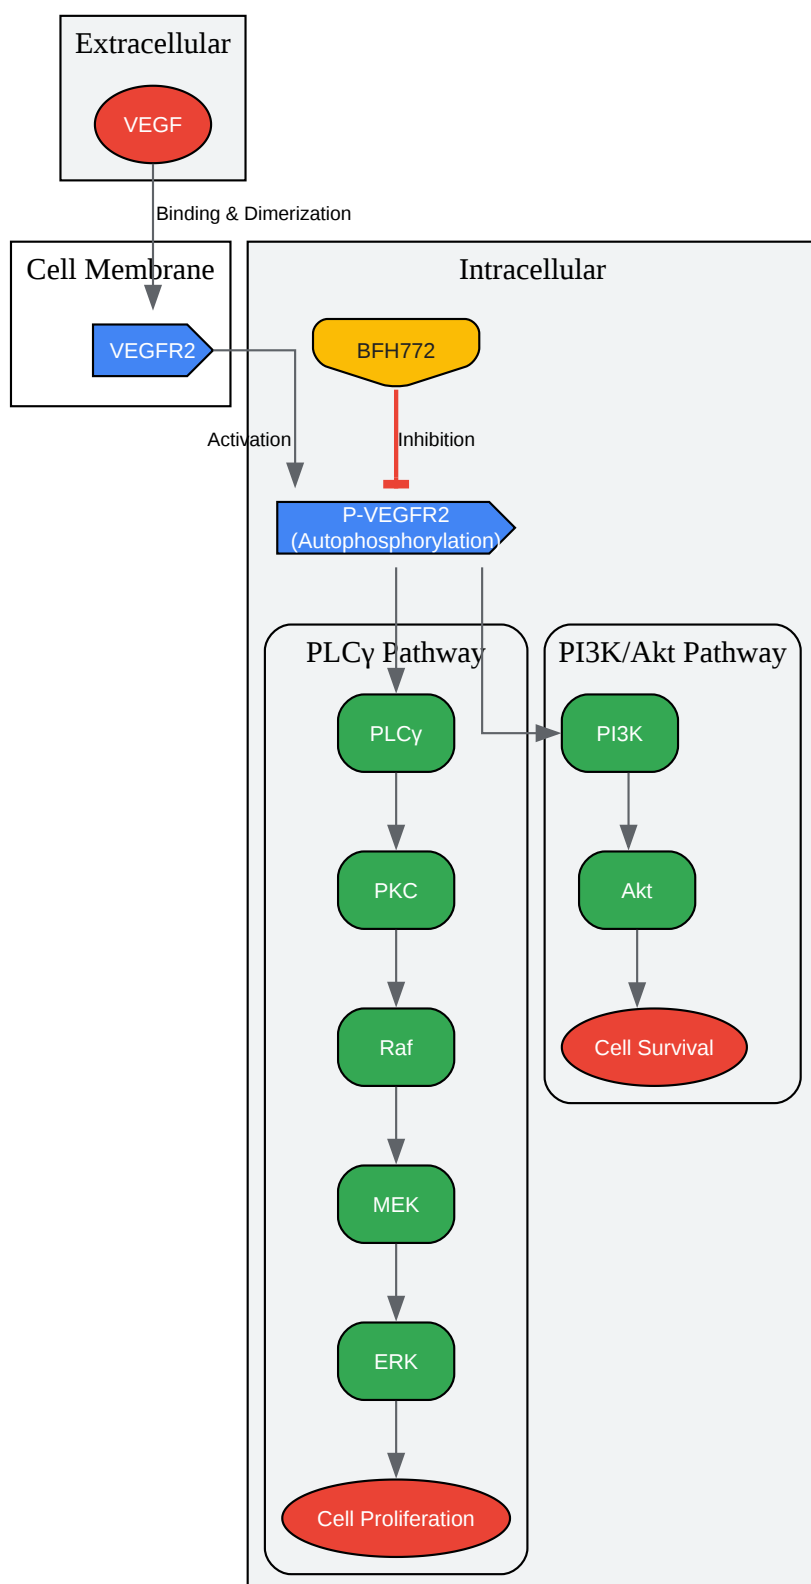 Extracellular
VEGF
Binding & Dimerization
Cell Membrane
Intracellular
VEGFR2
BFH772
Activation
Inhibition
P-VEGFR2
(Autophosphorylation)
PLCγ Pathway
PI3K/Akt Pathway
PLCγ
PI3K
PKC
Akt
Raf
Cell Survival
MEK
ERK
Cell Proliferation